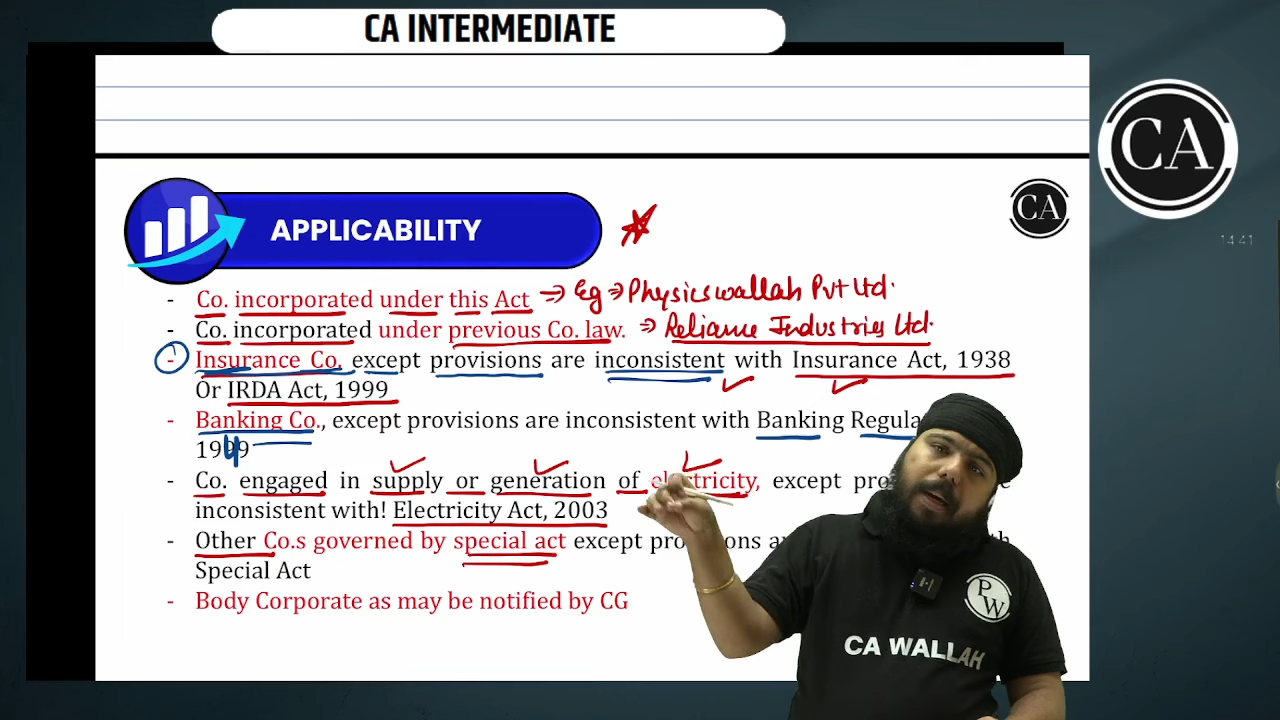 CA INTERMEDIATE
CA
14 41
APPLICABILITY
CA
- Co. incorporated under this Act ⇒ Eg ⇒ Physicswallah Pvt Ltd.
- Co. incorporated under previous Co. law. ⇒ Reliance Industries Ltd.
- Insurance Co. except provisions are inconsistent with Insurance Act, 1938
Or IRDA Act, 1999
- Banking Co., except provisions are inconsistent with Banking
1949
- Co. engaged in supply or generation of electricity, except
inconsistent with! Electricity Act, 2003
- Other Co.s governed by special act except
Special Act
- Body Corporate as may be notified by CG
PW
CA WALLAH